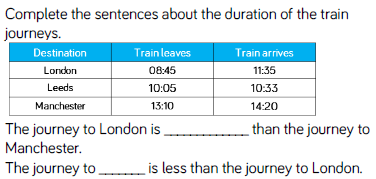 Complete the sentences about the duration of the train
journeys.
Destination Train leaves Train arrives
London 08:45 11:35
Leeds 10:05 10:33
Manchester 13:10 14:20
The journey to London is ____________ than the journey to
Manchester.
The journey to ______ is less than the journey to London.